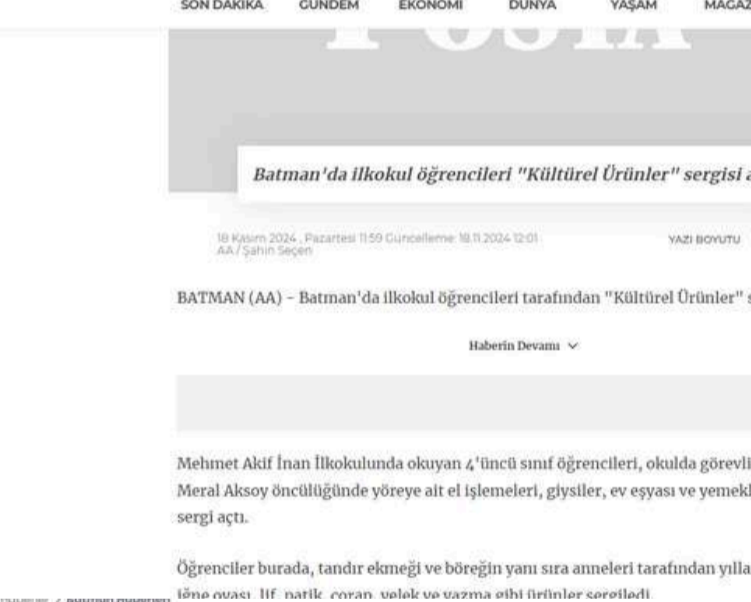 SON DAKİKA GÜNDEM EKONOMİ DÜNYA YAŞAM MAGAZ
POSTA
Batman'da ilkokul öğrencileri "Kültürel Ürünler" sergisi a
18 Kasım 2024 , Pazartesi 11:59 Güncelleme: 18.11.2024 12:01
YAZI BOYUTU
AA / Şahin Seçen
BATMAN (AA) - Batman'da ilkokul öğrencileri tarafından "Kültürel Ürünler" s
Haberin Devamı
Mehmet Akif İnan İlkokulunda okuyan 4'üncü sınıf öğrencileri, okulda görevli
Meral Aksoy öncülüğünde yöreye ait el işlemeleri, giysiler, ev eşyası ve yemekl
sergi açtı.
Öğrenciler burada, tandır ekmeği ve böreğin yanı sıra anneleri tarafından yılla
iğne oyası, lif, patik, çorap, yelek ve yazma gibi ürünler sergiledi.